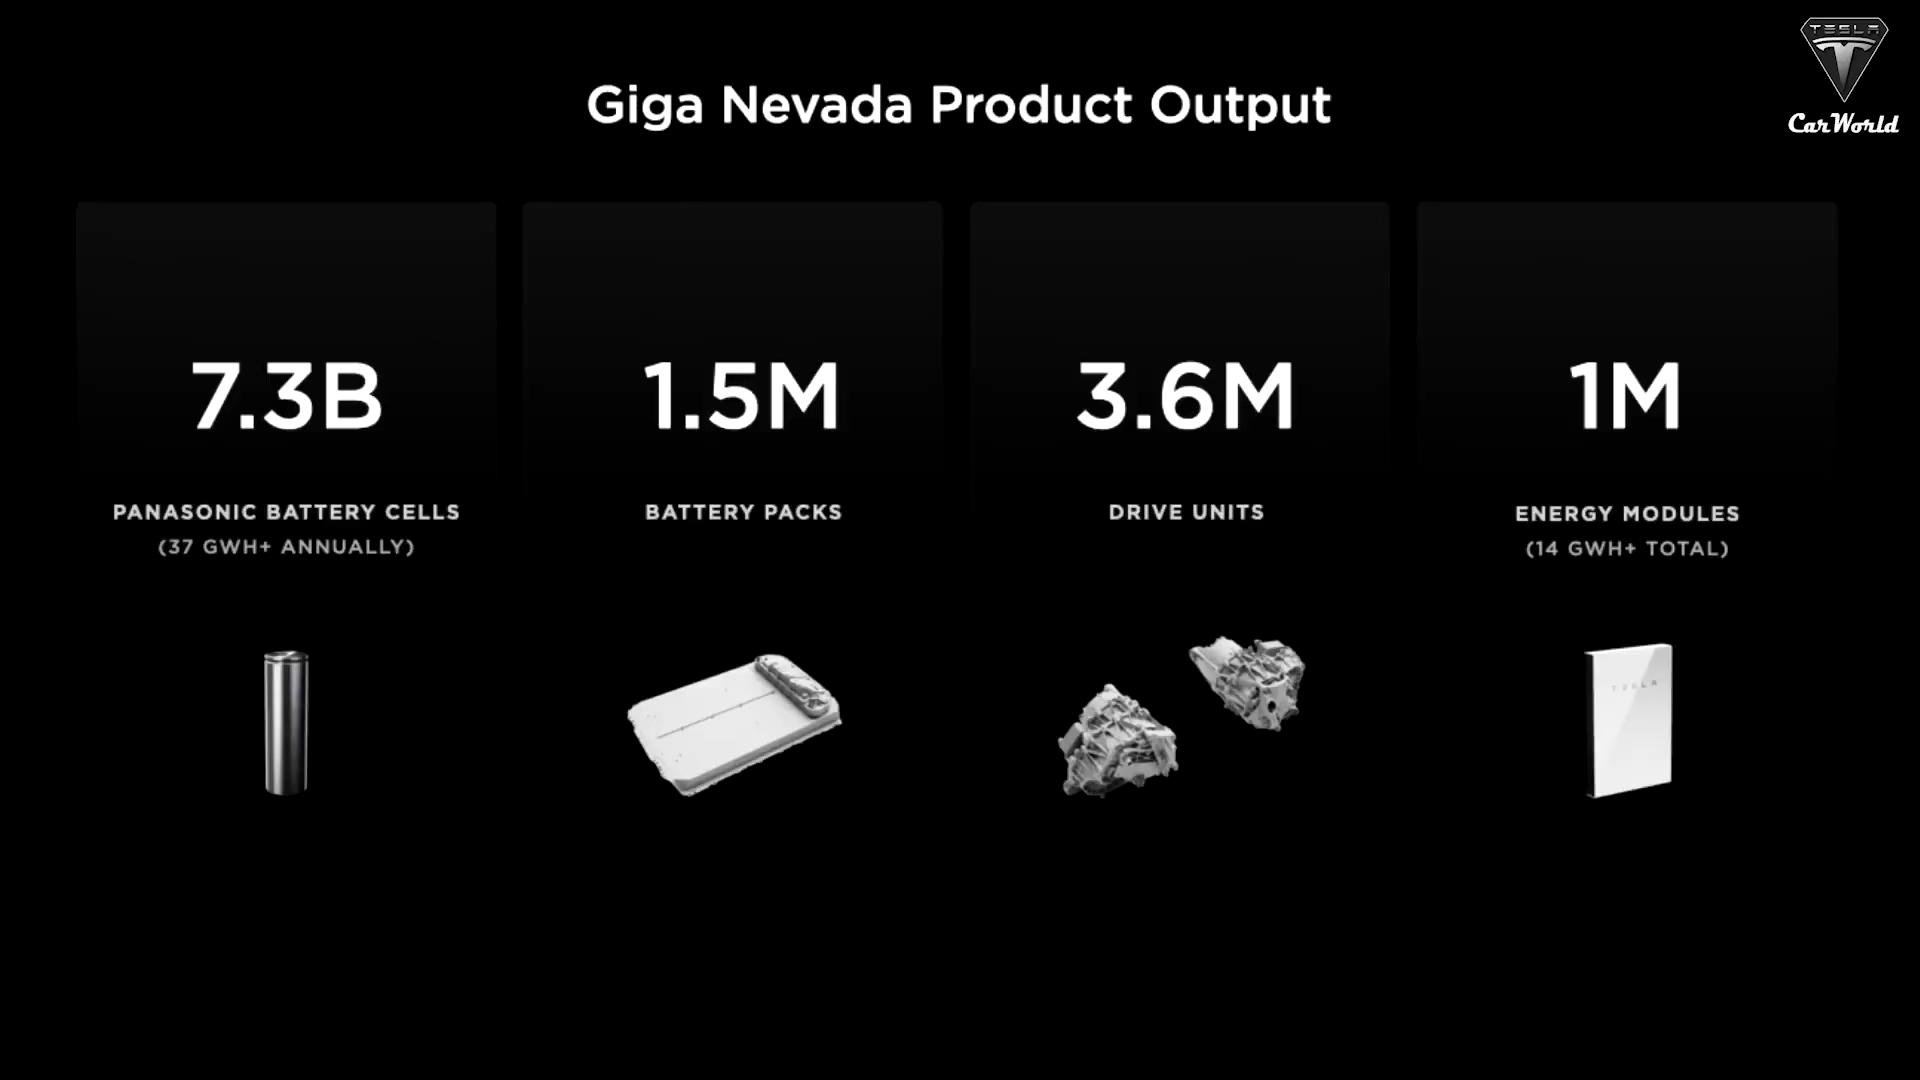 TESLA
CarWorld
Giga Nevada Product Output
7.3B
PANASONIC BATTERY CELLS
(37 GWH+ ANNUALLY)
1.5M
BATTERY PACKS
3.6M
DRIVE UNITS
1M
ENERGY MODULES
(14 GWH+ TOTAL)
TESLA